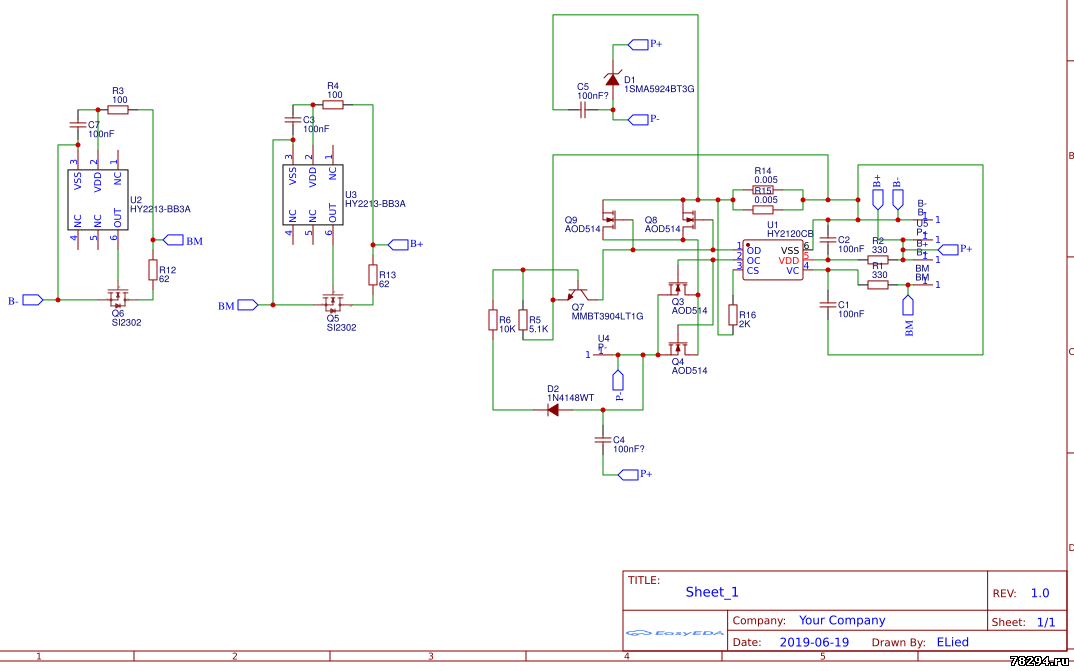 P+
D1
1SMA5924BT3G
C5
100nF?
P-
R3
100
C7
100nF
3
2
1
VSS
VDD
NC
U2
HY2213-BB3A
NC
NC
OUT
4
5
6
BM
R12
62
B-
Q6
SI2302
R4
100
C3
100nF
3
2
1
VSS
VDD
NC
U3
HY2213-BB3A
NC
NC
OUT
4
5
6
B+
R13
62
BM
Q5
SI2302
R14
0.005
R15
0.005
Q9
AOD514
Q8
AOD514
U1
HY2120CB
1
2
3
OD
OC
CS
VSS
VDD
VC
6
5
4
C2
100nF
R2
330
R1
330
C1
100nF
B+
B-
B-
B-
1
U5
P+
1
B+
B+
1
BM
BM
1
P+
BM
R16
2K
Q3
AOD514
Q4
AOD514
Q7
MMBT3904LT1G
R6
10K
R5
5.1K
U4
P-
1
1
P-
D2
1N4148WT
C4
100nF?
P+
B
C
D
TITLE:
Sheet_1
REV: 1.0
EasyEDA
Company: Your Company
Sheet: 1/1
Date: 2019-06-19 Drawn By: ELied
1 2 3 4 5
78294.ru